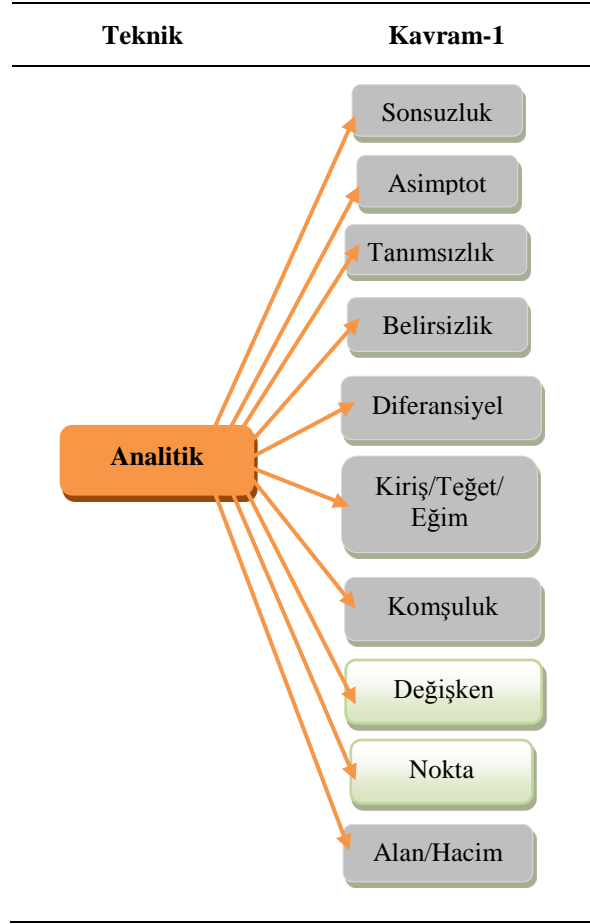 Teknik Kavram-1
Sonsuzluk
Asimptot
Tanımsızlık
Belirsizlik
Diferansiyel
Analitik
Kiriş/Teğet/
Eğim
Komşuluk
Değişken
Nokta
Alan/Hacim